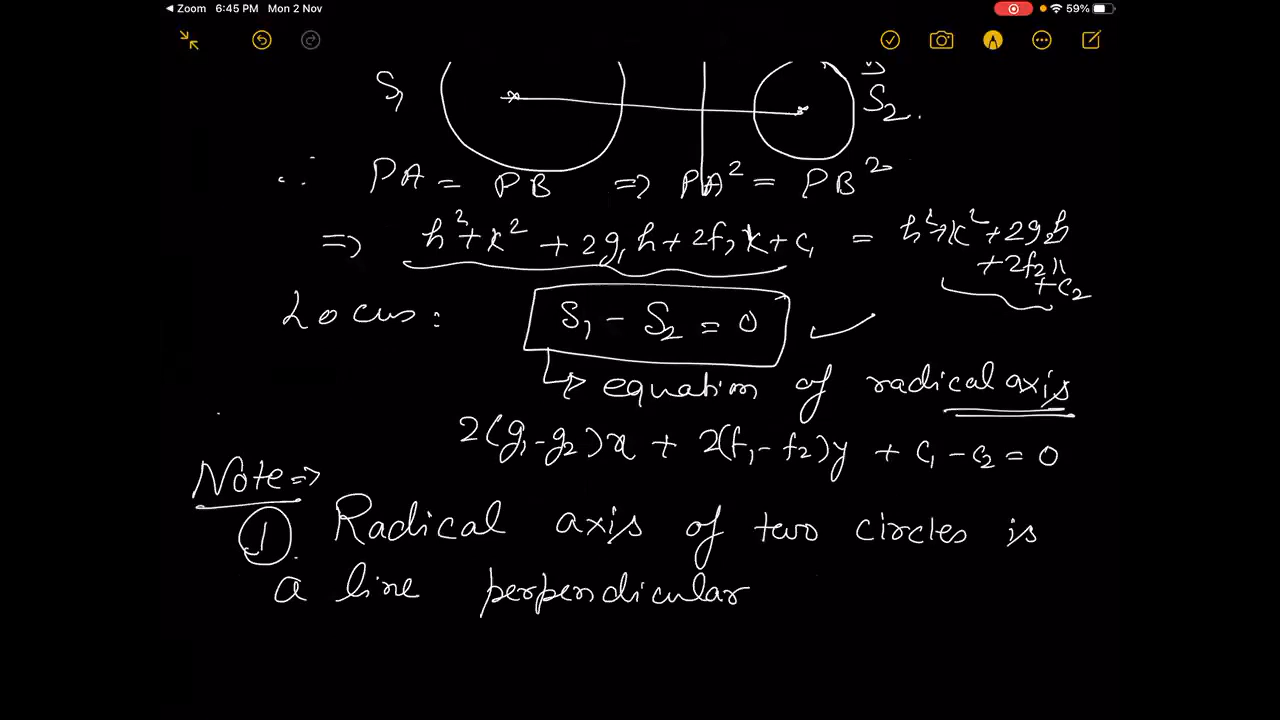 Zoom 6:45 PM Mon 2 Nov 59%
S₁ S₂.
∴ PA = PB ⇒ PA² = PB²
⇒ h²+k² + 2g₁h + 2f₁k + c₁ = h²+k²+2g₂h
+2f₂k
+c₂
Locus: S₁ - S₂ = 0
→ equation of radical axis
2(g₁-g₂)x + 2(f₁-f₂)y + c₁-c₂ = 0
Note ⇒
① Radical axis of two circles is
a line perpendicular